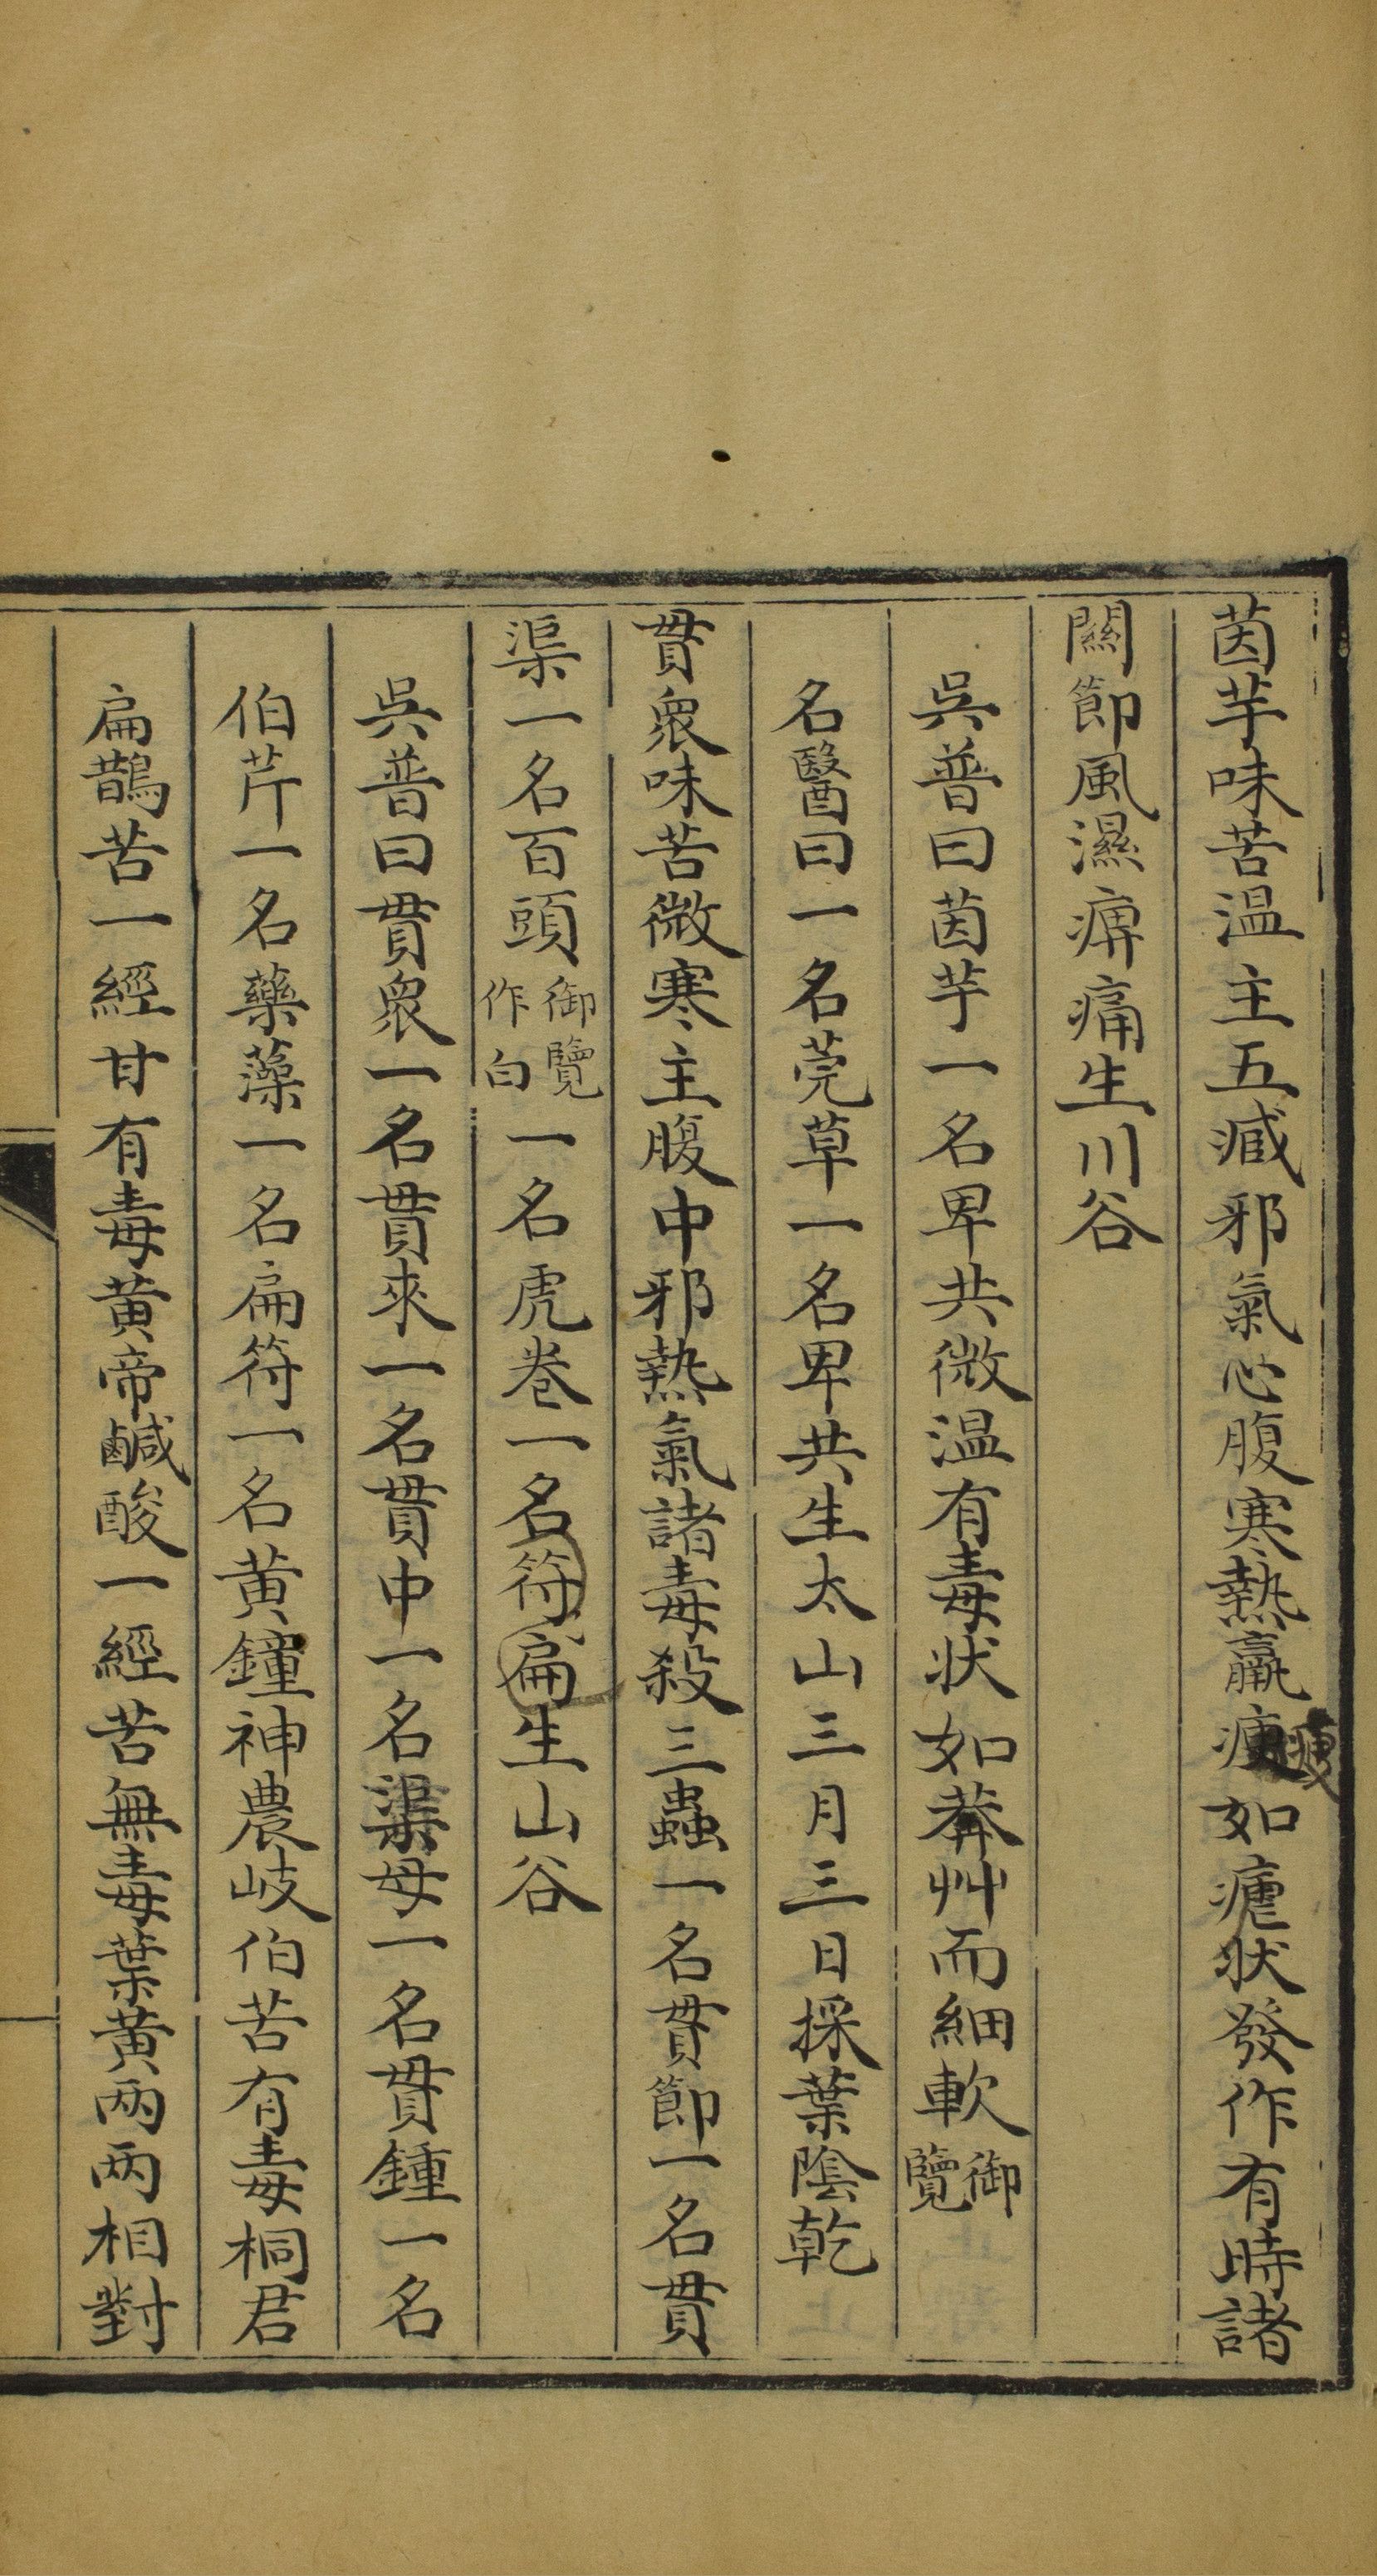 茵芋味苦温主五臧邪氣心腹寒熱羸瘦如瘧状發作有時諸
關節風濕痹痛生川谷
吳普曰茵芋一名卑共微温有毒状如莽艸而細軟御覽
名醫曰一名莞草一名卑共生太山三月三日採葉陰乾
貫衆味苦微寒主腹中邪熱氣諸毒殺三蟲一名貫節一名貫
渠一名百頭御覽作白一名虎卷一名符扁生山谷
吳普曰貫衆一名貫來一名貫中一名渠母一名貫鍾一名
伯芹一名藥藻一名扁符一名黃鐘神農岐伯苦有毒桐君
扁鵲苦一經甘有毒黃帝鹹酸一經苦無毒葉黃兩兩相對